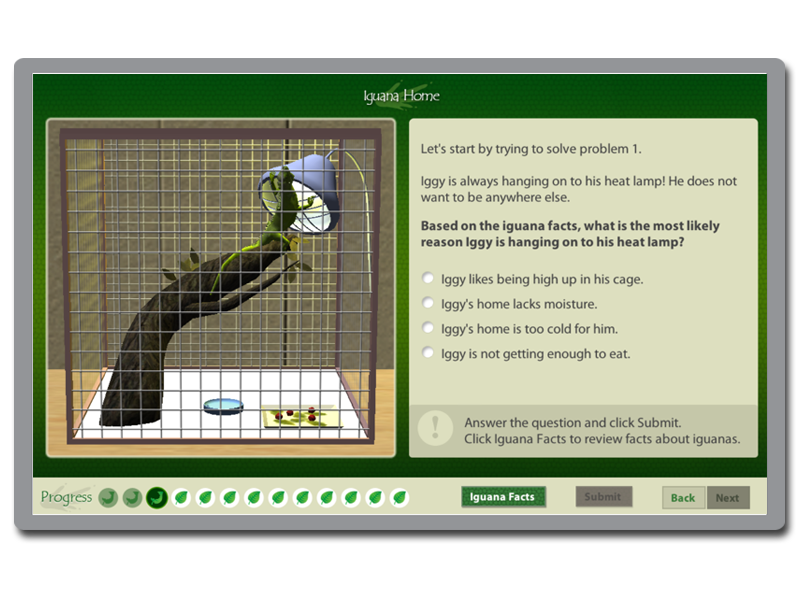 Iguana Home
Let's start by trying to solve problem 1.
Iggy is always hanging on to his heat lamp! He does not
want to be anywhere else.
Based on the iguana facts, what is the most likely
reason Iggy is hanging on to his heat lamp?
Iggy likes being high up in his cage.
Iggy's home lacks moisture.
Iggy's home is too cold for him.
Iggy is not getting enough to eat.
!
Answer the question and click Submit.
Click Iguana Facts to review facts about iguanas.
Progress
Iguana Facts
Submit
Back
Next